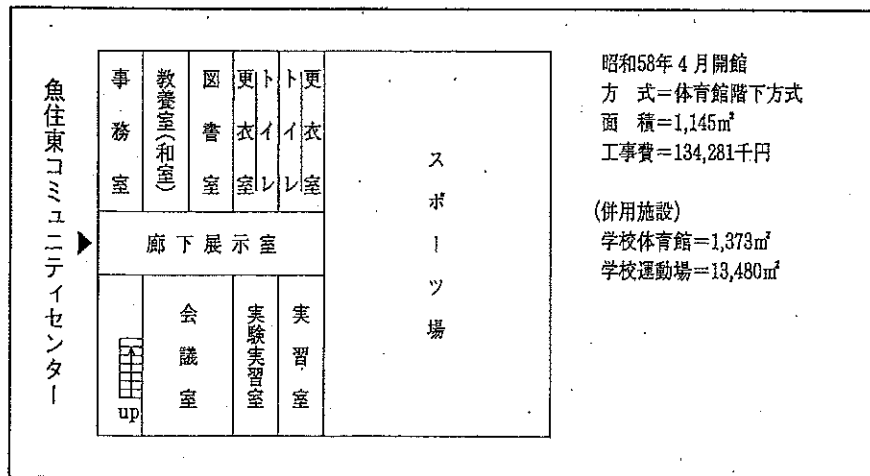 魚住東コミュニティセンター
事務室
教養室(和室)
図書室
更衣室
トイレ
トイレ
更衣室
廊下展示室
up
会議室
実験実習室
実習室
スポーツ場
昭和58年4月開館
方 式=体育館階下方式
面 積=1,145㎡
工事費=134,281千円
(併用施設)
学校体育館=1,373㎡
学校運動場=13,480㎡